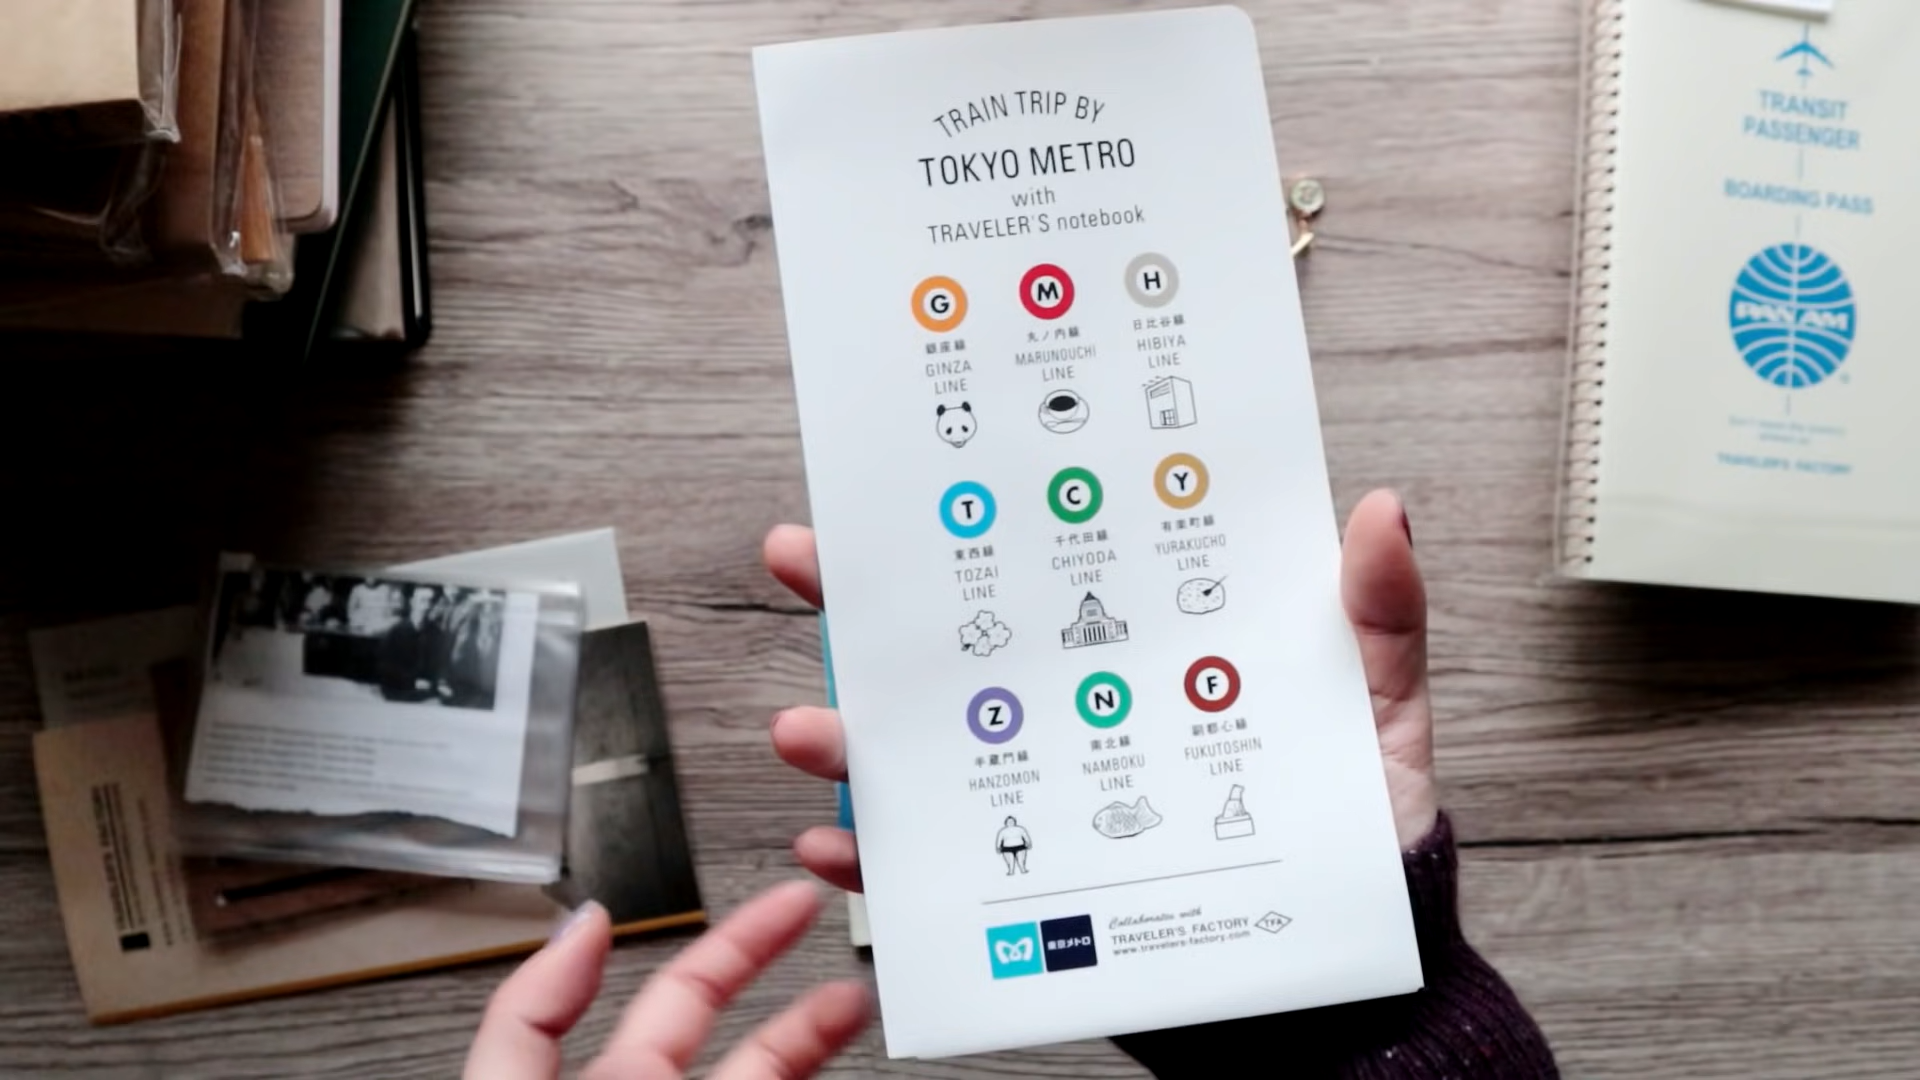 TRAIN TRIP BY
TOKYO METRO
with
TRAVELER'S notebook
G
銀座線
GINZA
LINE
M
丸ノ内線
MARUNOUCHI
LINE
H
日比谷線
HIBIYA
LINE
T
東西線
TOZAI
LINE
C
千代田線
CHIYODA
LINE
Y
有楽町線
YURAKUCHO
LINE
Z
半蔵門線
HANZOMON
LINE
N
南北線
NAMBOKU
LINE
F
副都心線
FUKUTOSHIN
LINE
東京メトロ
Collaborates with
TRAVELER'S FACTORY
www.travelers-factory.com
TFA
TRANSIT
PASSENGER
BOARDING PASS
PAN AM
TRAVELER'S FACTORY